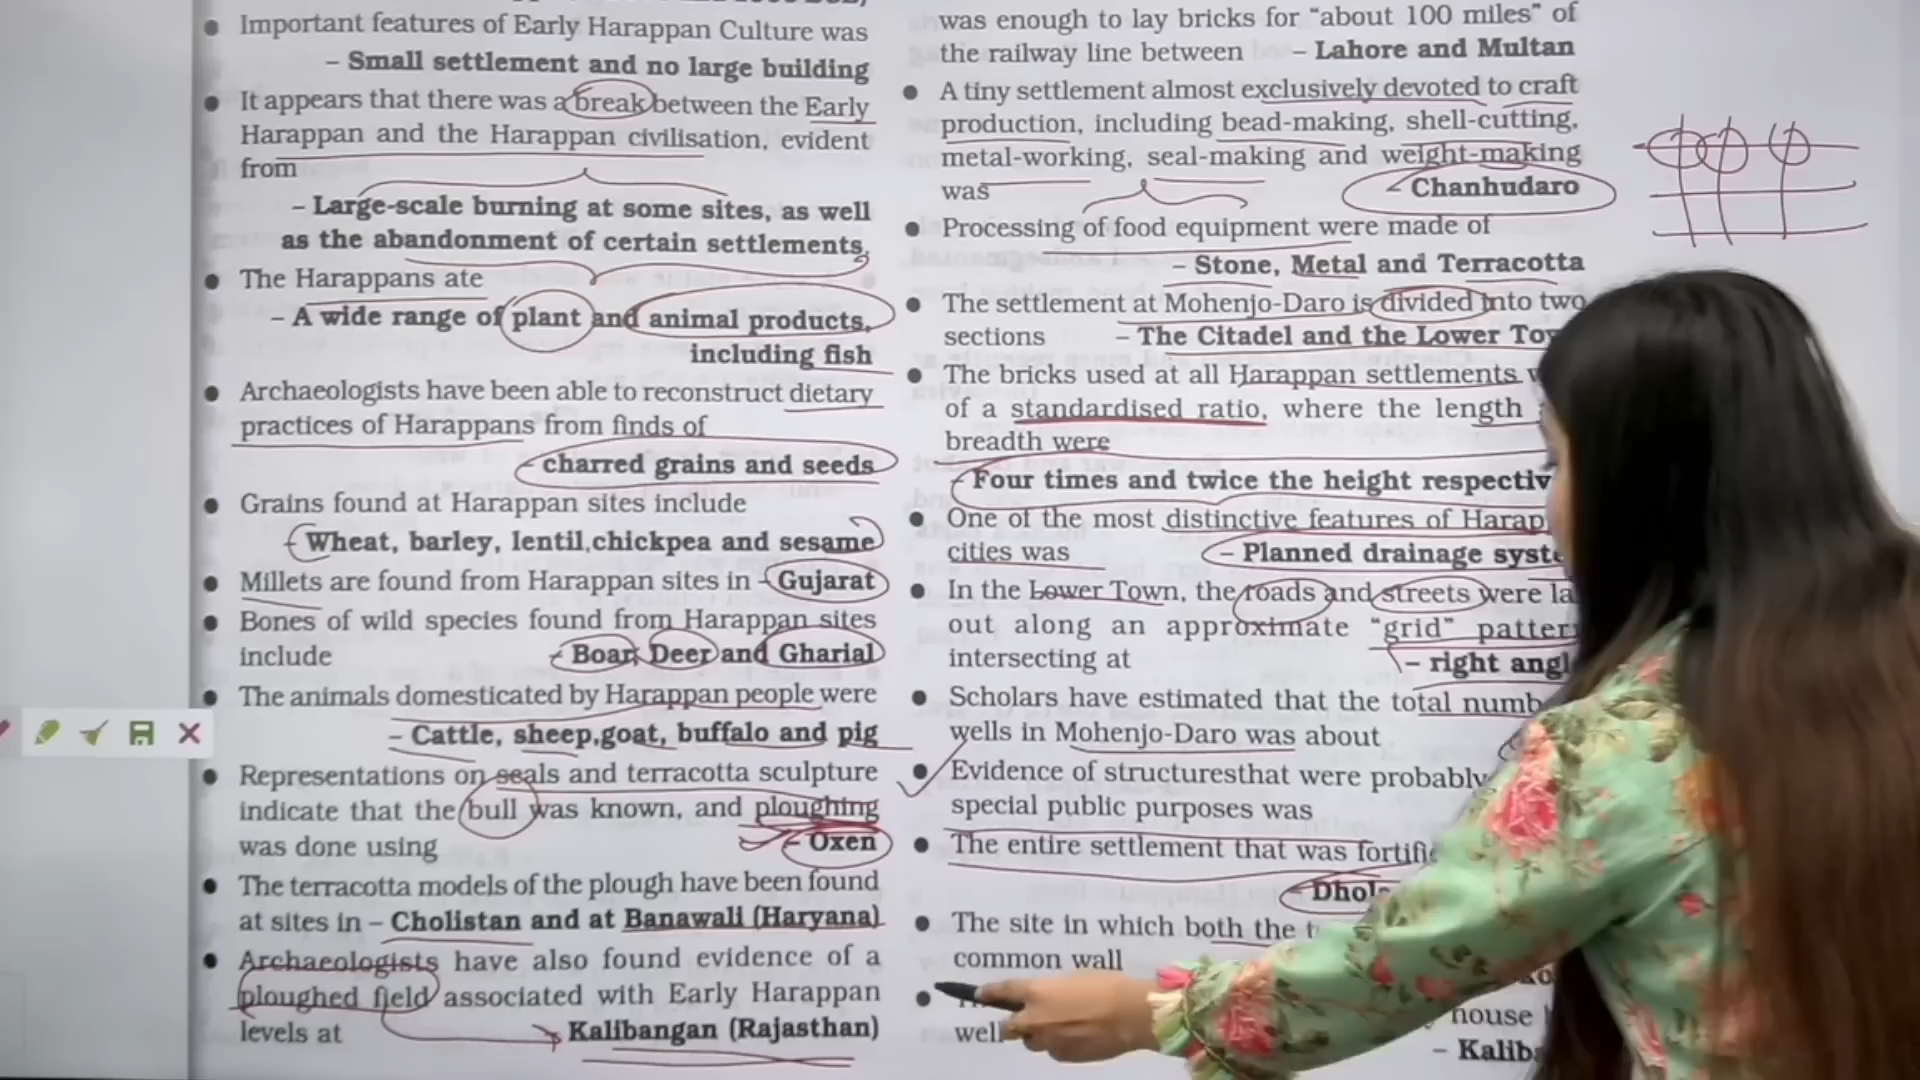 Important features of Early Harappan Culture was
– Small settlement and no large building
It appears that there was a break between the Early
Harappan and the Harappan civilisation, evident
from
– Large-scale burning at some sites, as well
as the abandonment of certain settlements,
The Harappans ate
– A wide range of plant and animal products,
including fish
Archaeologists have been able to reconstruct dietary
practices of Harappans from finds of
– charred grains and seeds
Grains found at Harappan sites include
– Wheat, barley, lentil,chickpea and sesame
Millets are found from Harappan sites in – Gujarat
Bones of wild species found from Harappan sites
include – Boar, Deer and Gharial
The animals domesticated by Harappan people were
– Cattle, sheep,goat, buffalo and pig
Representations on seals and terracotta sculpture
indicate that the bull was known, and ploughing
was done using – Oxen
The terracotta models of the plough have been found
at sites in – Cholistan and at Banawali (Haryana)
Archaeologists have also found evidence of a
ploughed field associated with Early Harappan
levels at Kalibangan (Rajasthan)
was enough to lay bricks for “about 100 miles” of
the railway line between – Lahore and Multan
A tiny settlement almost exclusively devoted to craft
production, including bead-making, shell-cutting,
metal-working, seal-making and weight-making
was – Chanhudaro
Processing of food equipment were made of
– Stone, Metal and Terracotta
The settlement at Mohenjo-Daro is divided into two
sections – The Citadel and the Lower
The bricks used at all Harappan settlements
of a standardised ratio, where the length
breadth were
– Four times and twice the height
One of the most distinctive features of
cities was – Planned drainage
In the Lower Town, the roads and streets were
out along an approximate “grid”
intersecting at – right
Scholars have estimated that the total
wells in Mohenjo-Daro was about
Evidence of structuresthat were probably
special public purposes was
The entire settlement that was
–
The site in which both the
common wall
house
–